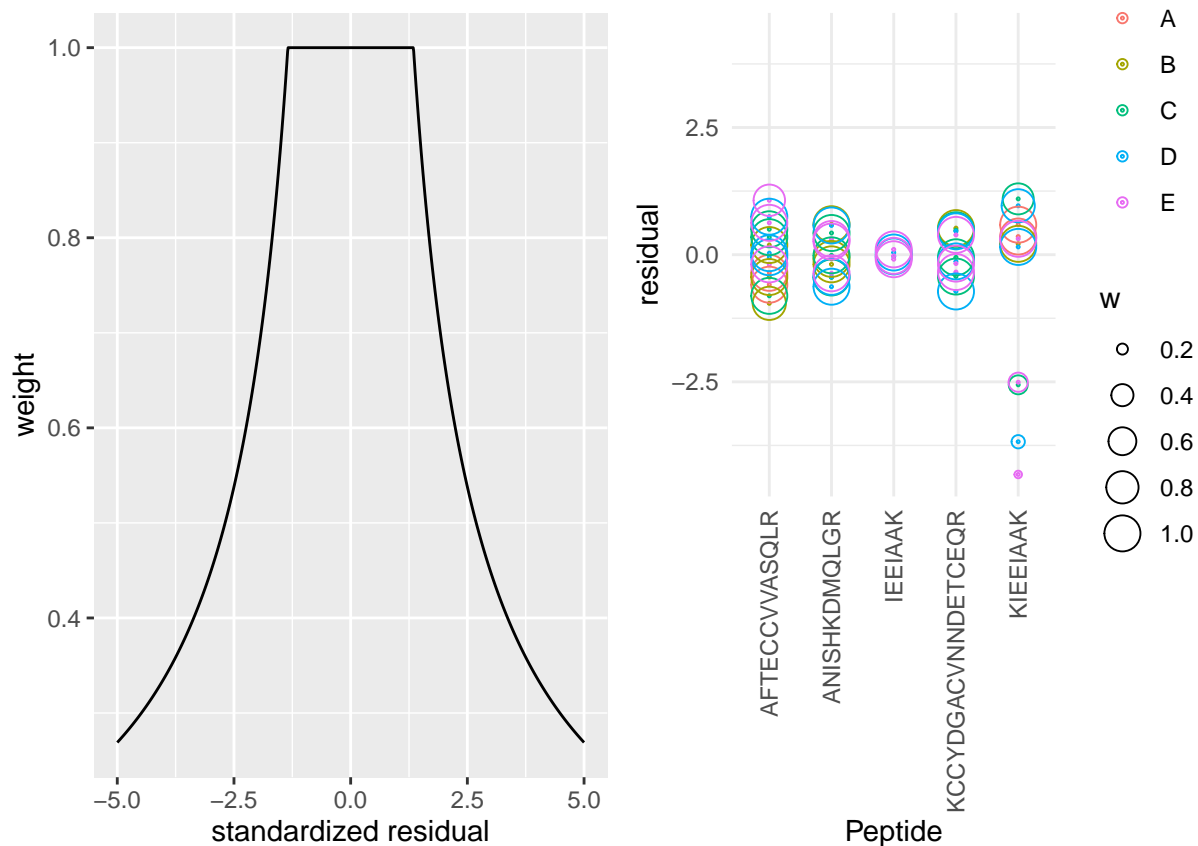 1.0
0.8
0.6
0.4
weight
−5.0
−2.5
0.0
2.5
5.0
standardized residual
2.5
0.0
−2.5
residual
AFTECCVVASQLR
ANISHKDMQLGR
IEEIAAK
KCCYDGACVNNDETCEQR
KIEEIAAK
Peptide
A
B
C
D
E
w
0.2
0.4
0.6
0.8
1.0